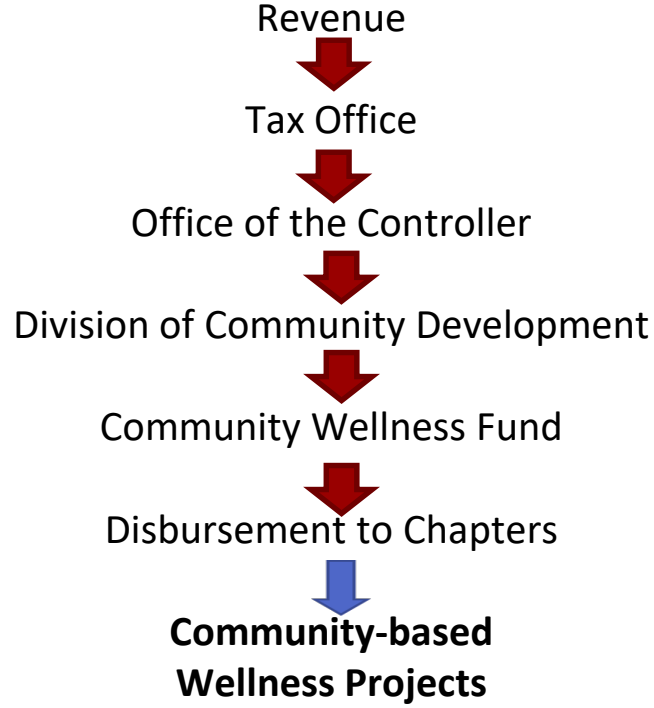 Revenue
Tax Office
Office of the Controller
Division of Community Development
Community Wellness Fund
Disbursement to Chapters
Community-based
Wellness Projects